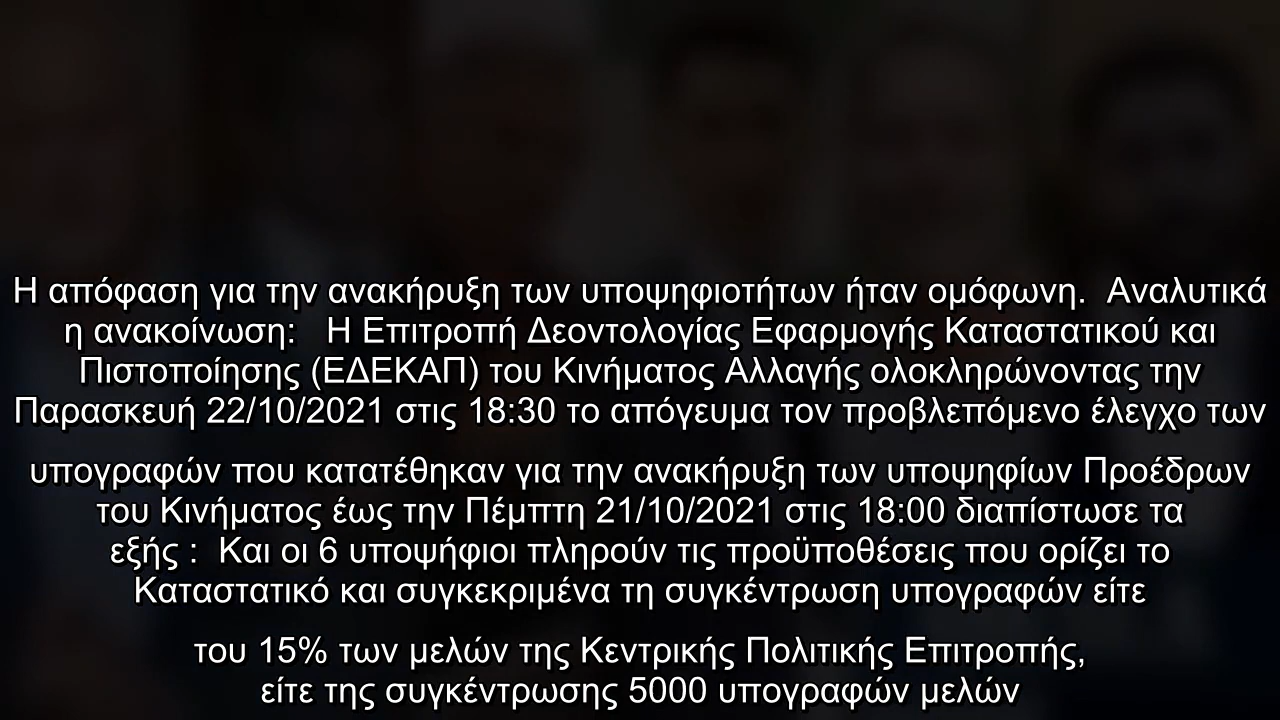 Η απόφαση για την ανακήρυξη των υποψηφιοτήτων ήταν ομόφωνη.  Αναλυτικά
η ανακοίνωση:   Η Επιτροπή Δεοντολογίας Εφαρμογής Καταστατικού και
Πιστοποίησης (ΕΔΕΚΑΠ) του Κινήματος Αλλαγής ολοκληρώνοντας την
Παρασκευή 22/10/2021 στις 18:30 το απόγευμα τον προβλεπόμενο έλεγχο των
υπογραφών που κατατέθηκαν για την ανακήρυξη των υποψηφίων Προέδρων
του Κινήματος έως την Πέμπτη 21/10/2021 στις 18:00 διαπίστωσε τα
εξής :  Και οι 6 υποψήφιοι πληρούν τις προϋποθέσεις που ορίζει το
Καταστατικό και συγκεκριμένα τη συγκέντρωση υπογραφών είτε
του 15% των μελών της Κεντρικής Πολιτικής Επιτροπής,
είτε της συγκέντρωσης 5000 υπογραφών μελών